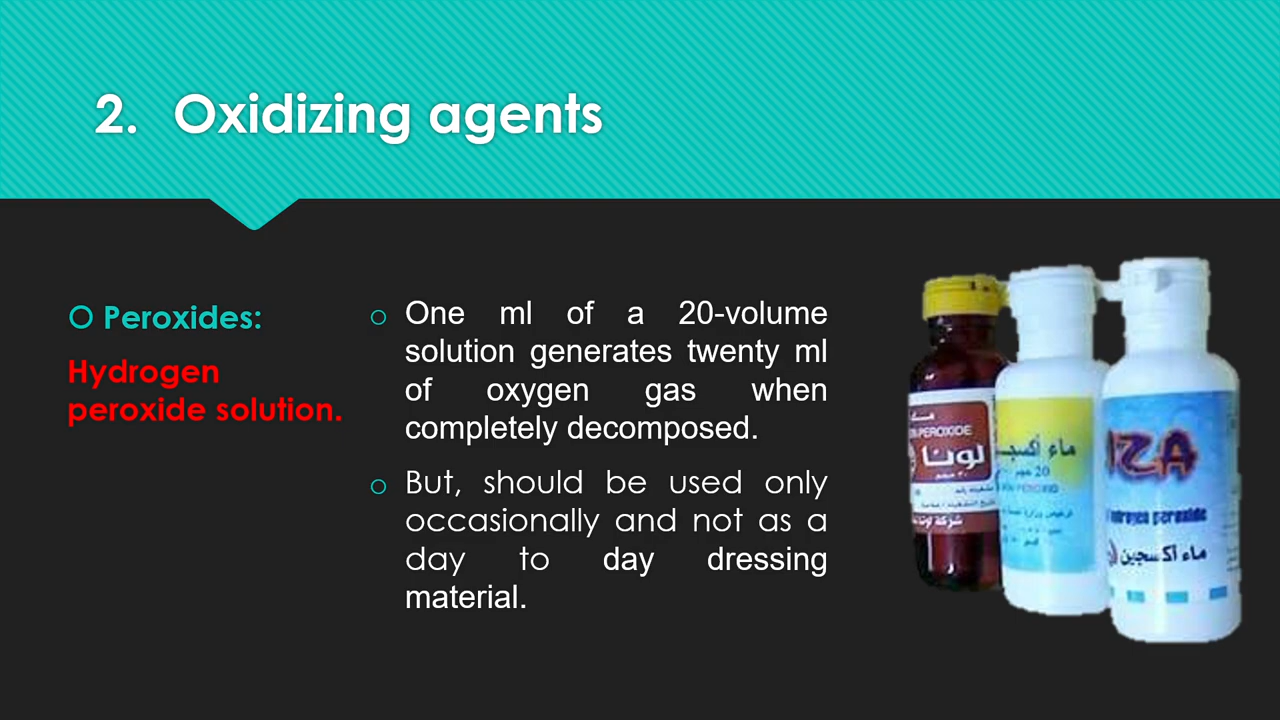 2. Oxidizing agents
Peroxides:
Hydrogen
peroxide solution.
One ml of a 20-volume
solution generates twenty ml
of oxygen gas when
completely decomposed.
But, should be used only
occasionally and not as a
day to day dressing
material.
PEROXIDE
لونا
ماء أكسجين
20 حجم
IZA
hydrogen peroxide
ماء أكسجين